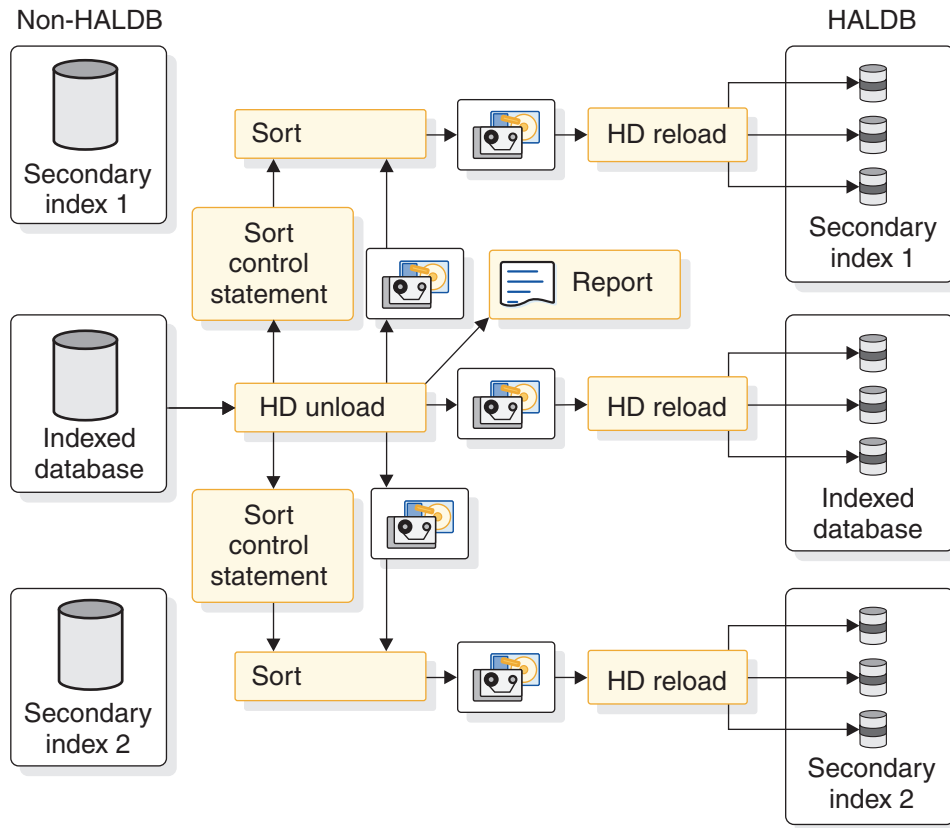 Non-HALDB
HALDB
Secondary
index 1
Sort
HD reload
Secondary
index 1
Sort
control
statement
Report
Indexed
database
HD unload
HD reload
Indexed
database
Sort
control
statement
Secondary
index 2
Sort
HD reload
Secondary
index 2